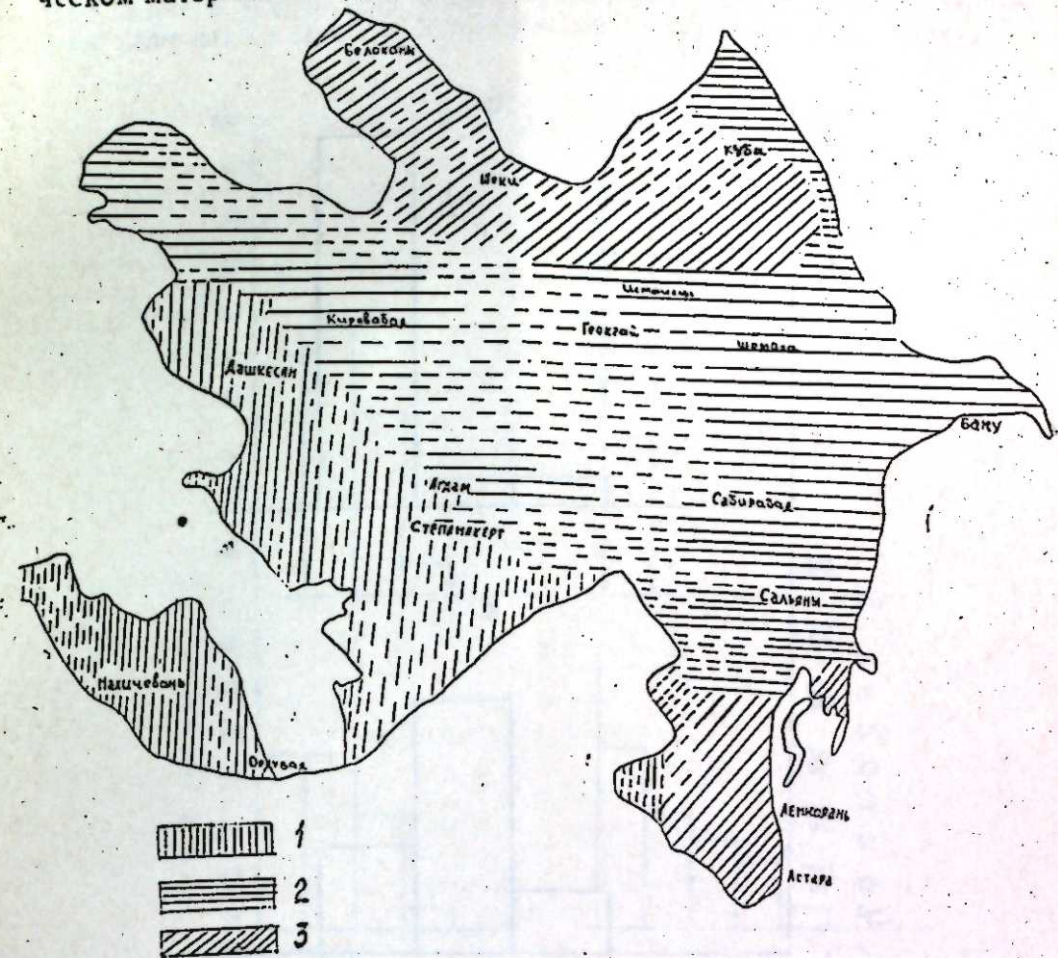 ческом матер
Белоканы
Куба
Шеки
Исмаиллы
Кировабад
Геокчай
Шемаха
Дашкесан
Баку
Агдам
Сабирабад
Степанакерт
Сальяны
Нахичевань
Ордубад
Ленкорань
Астара
1
2
3